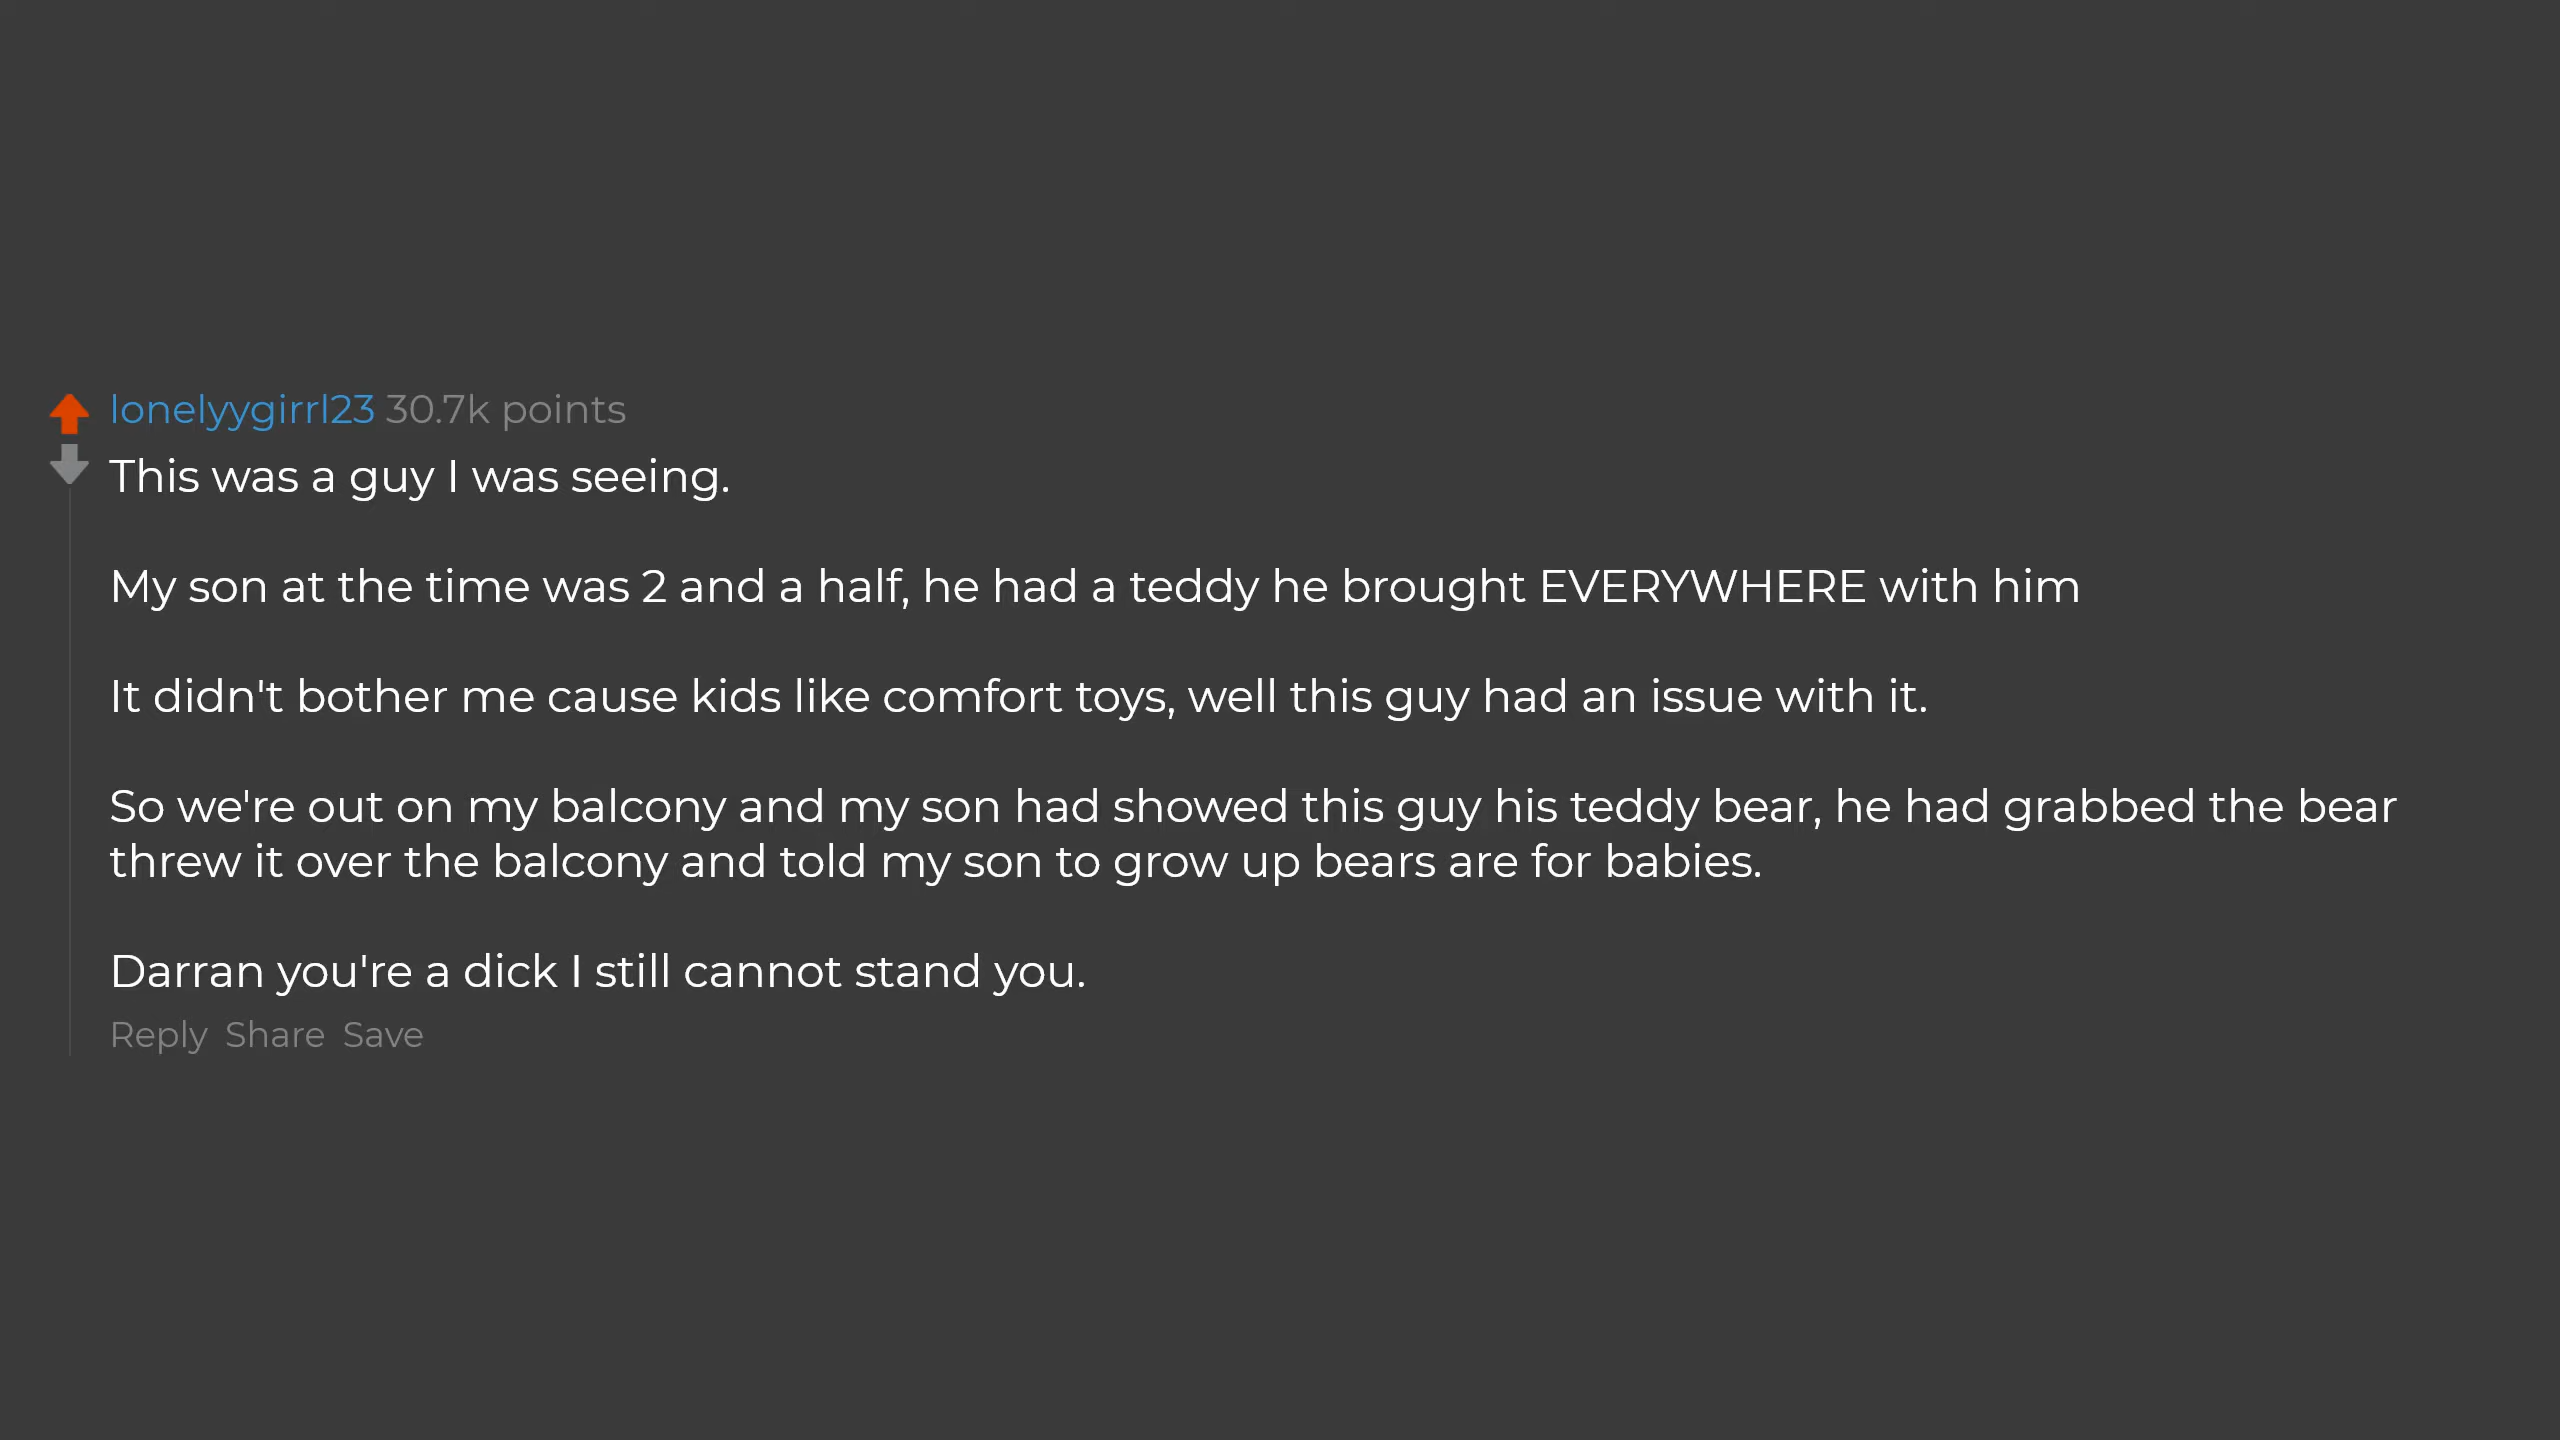 lonelyygirrl23 30.7k points
This was a guy I was seeing.
My son at the time was 2 and a half, he had a teddy he brought EVERYWHERE with him
It didn't bother me cause kids like comfort toys, well this guy had an issue with it.
So we're out on my balcony and my son had showed this guy his teddy bear, he had grabbed the bear
threw it over the balcony and told my son to grow up bears are for babies.
Darran you're a dick I still cannot stand you.
Reply Share Save